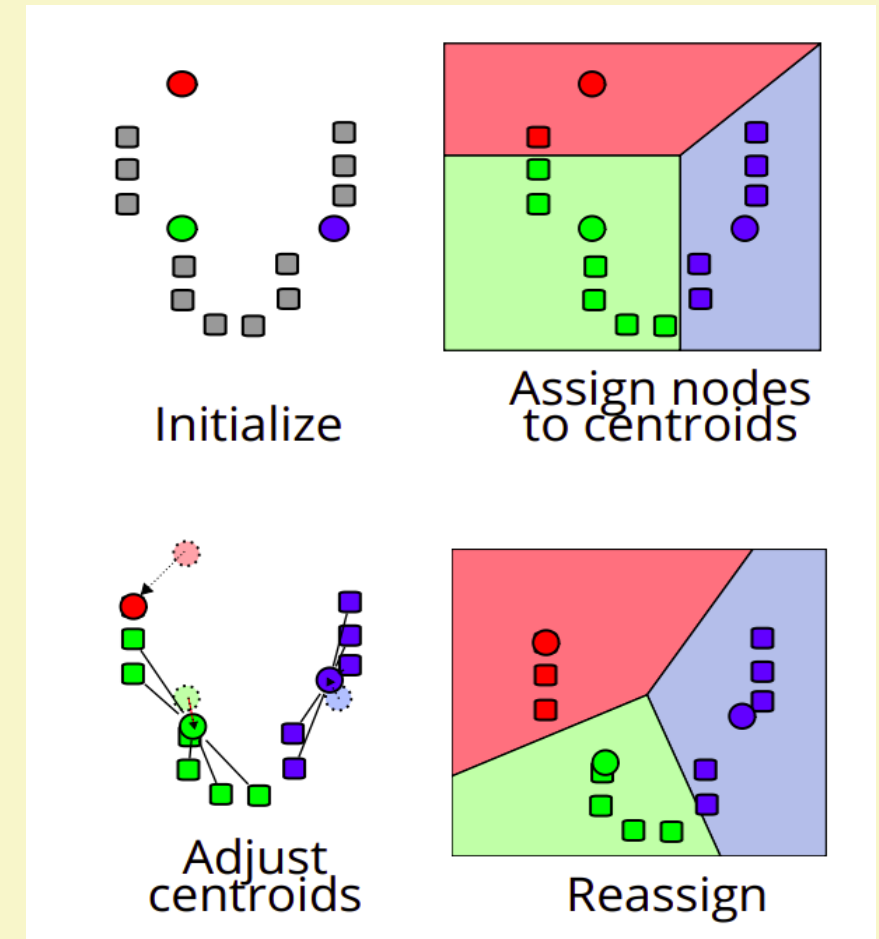 Initialize
Assign nodes
to centroids
Adjust
centroids
Reassign